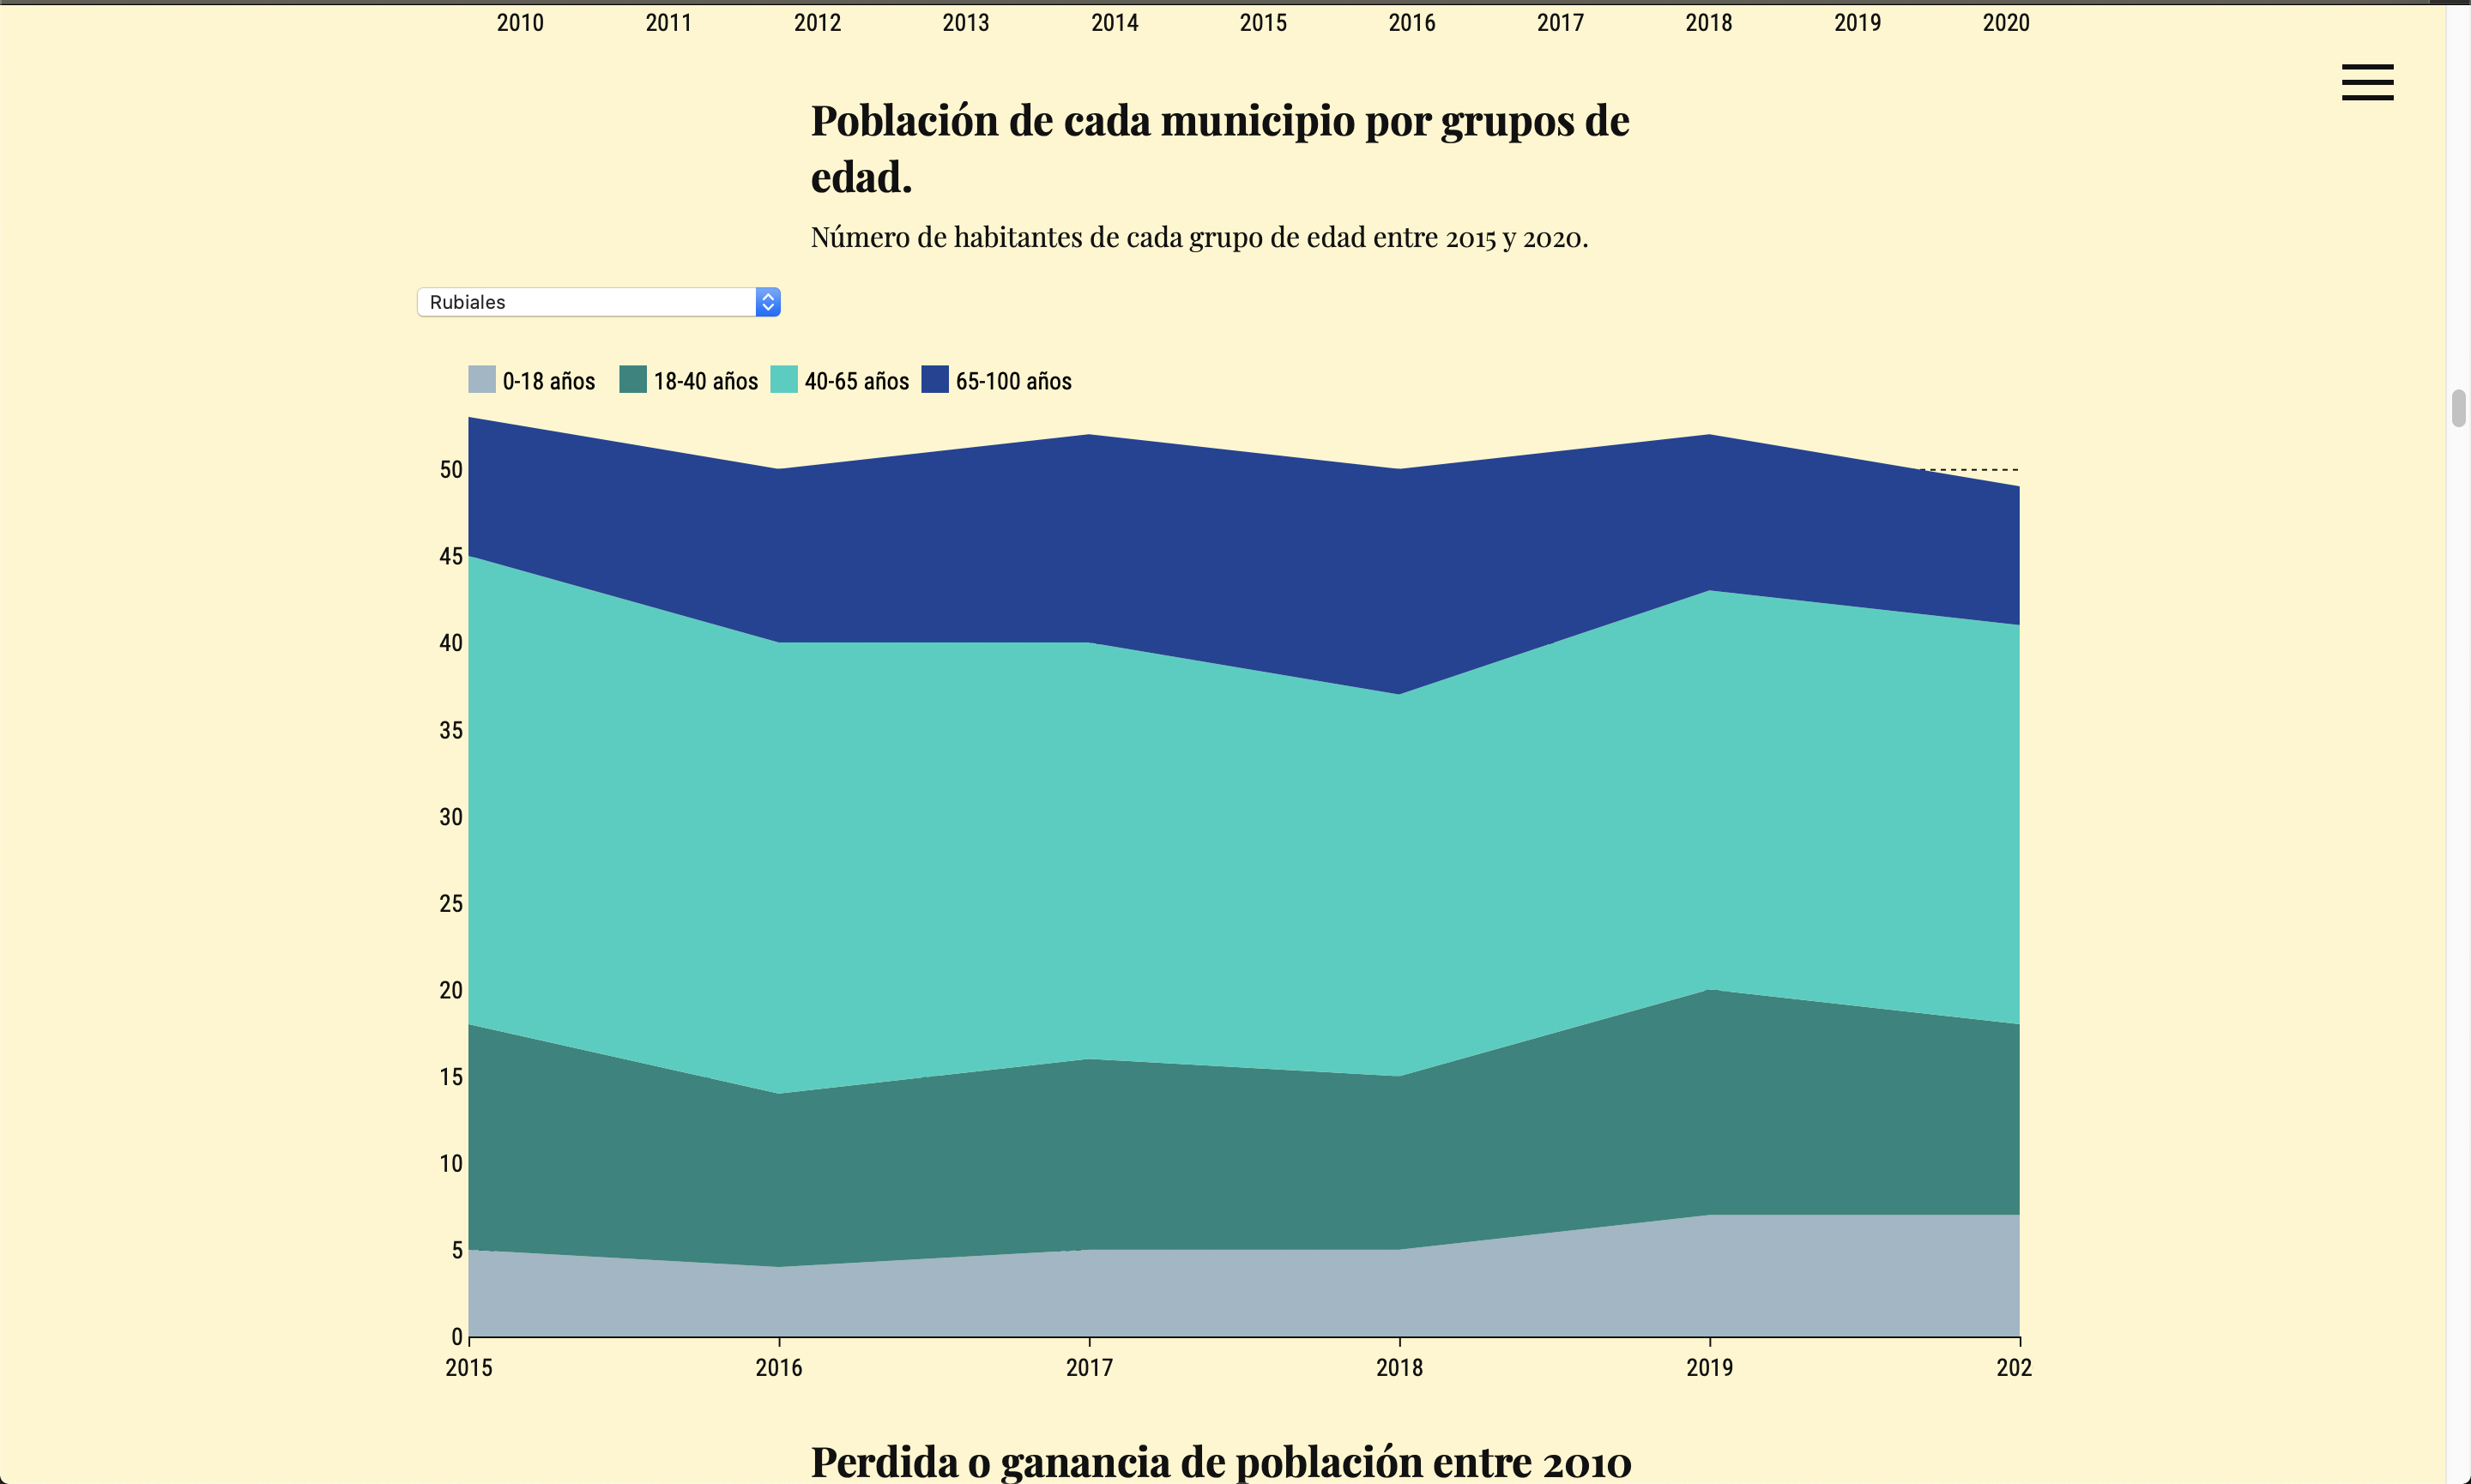 2010 2011 2012 2013 2014 2015 2016 2017 2018 2019 2020
Población de cada municipio por grupos de
edad.
Número de habitantes de cada grupo de edad entre 2015 y 2020.
Rubiales
0-18 años 18-40 años 40-65 años 65-100 años
50
45
40
35
30
25
20
15
10
5
0
2015 2016 2017 2018 2019 202
Perdida o ganancia de población entre 2010